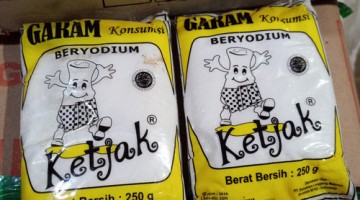 GARAM Konsumsi
BERYODIUM
Ketjak ®
Berat Bersih : 250 g
GARAM Konsumsi
BERYODIUM
Ketjak ®
Berat Bersih : 250 g